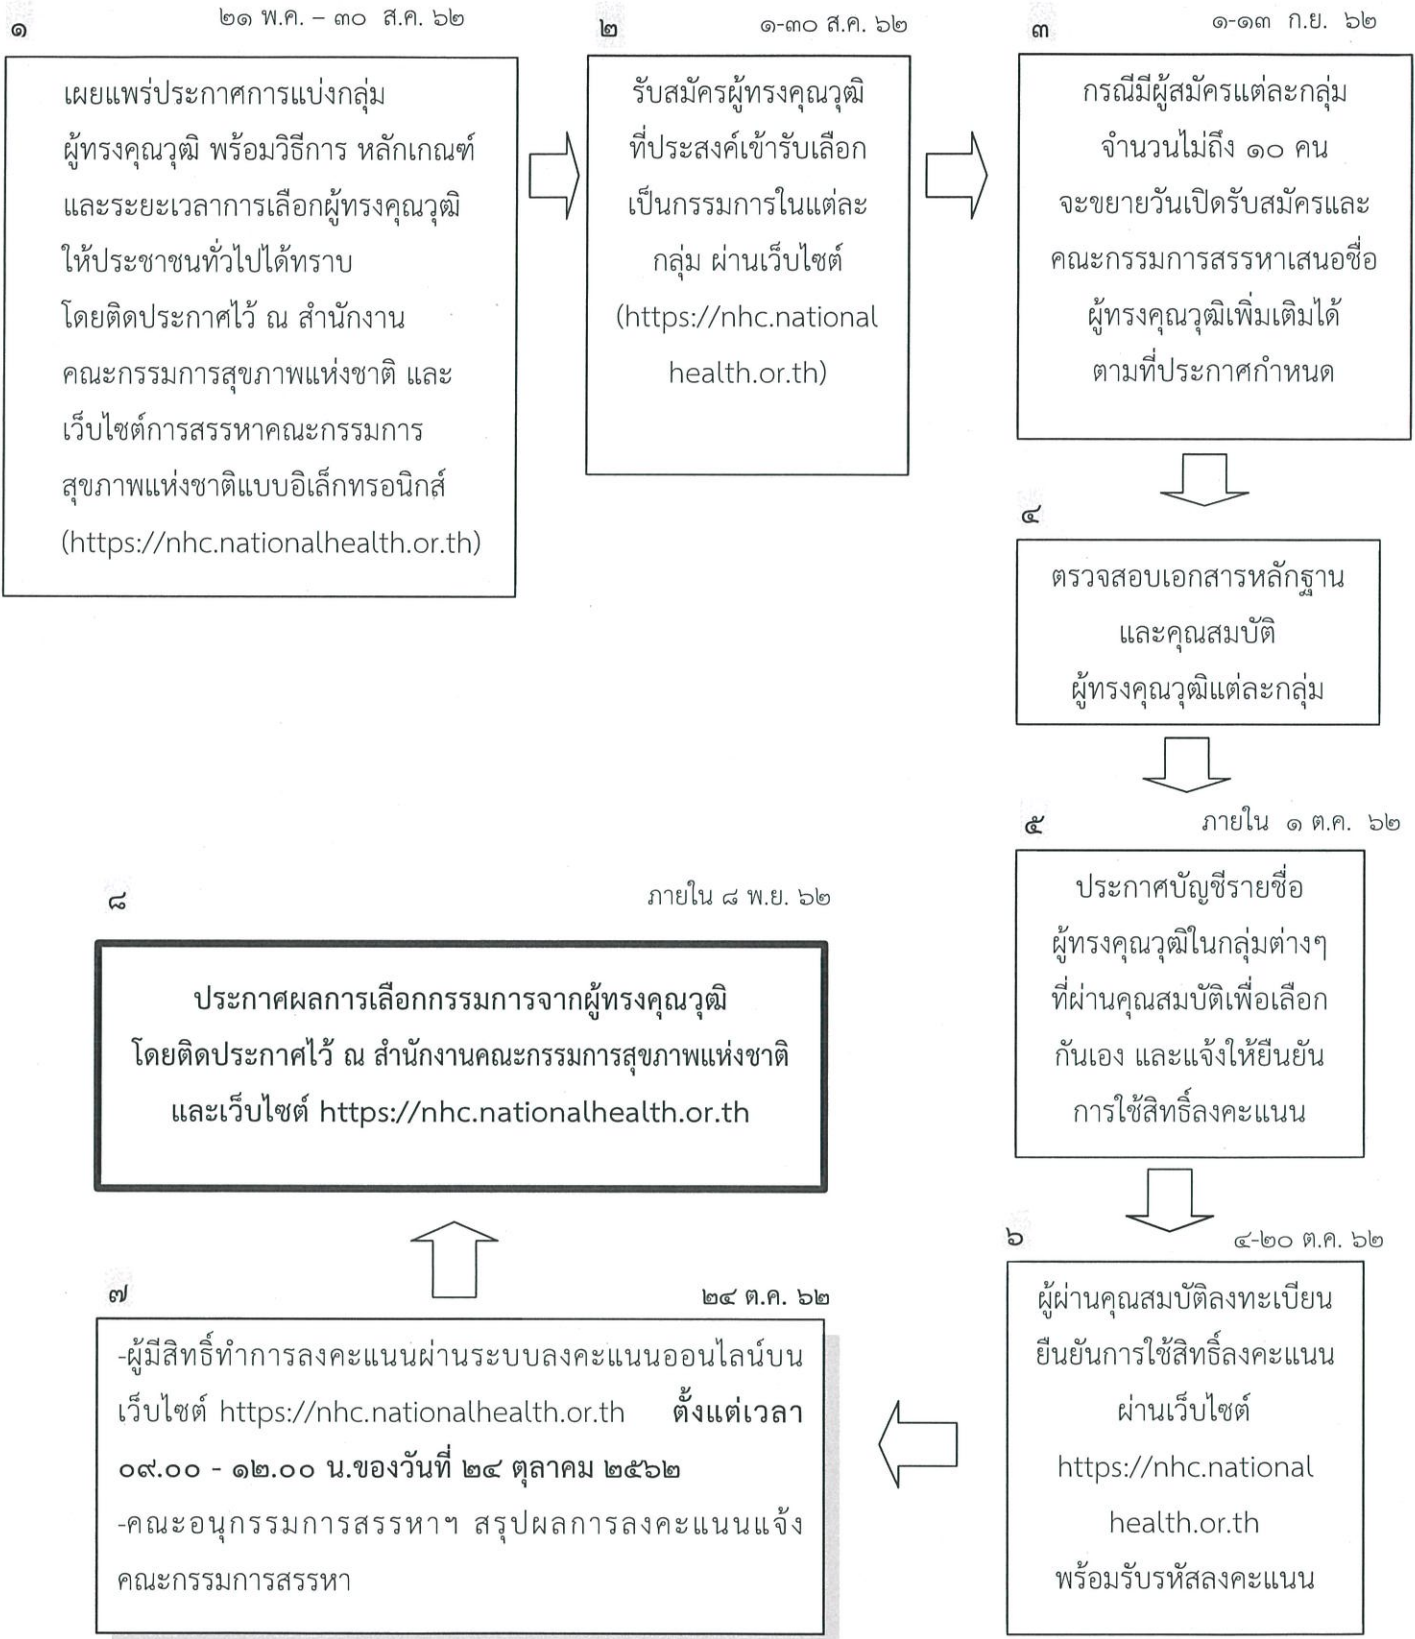 ๑
๒๑ พ.ค. – ๓๐ ส.ค. ๖๒
เผยแพร่ประกาศการแบ่งกลุ่ม
ผู้ทรงคุณวุฒิ พร้อมวิธีการ หลักเกณฑ์
และระยะเวลาการเลือกผู้ทรงคุณวุฒิ
ให้ประชาชนทั่วไปได้ทราบ
โดยติดประกาศไว้ ณ สำนักงาน
คณะกรรมการสุขภาพแห่งชาติ และ
เว็บไซต์การสรรหาคณะกรรมการ
สุขภาพแห่งชาติแบบอิเล็กทรอนิกส์
(https://nhc.nationalhealth.or.th)
๒
๑-๓๐ ส.ค. ๖๒
รับสมัครผู้ทรงคุณวุฒิ
ที่ประสงค์เข้ารับเลือก
เป็นกรรมการในแต่ละ
กลุ่ม ผ่านเว็บไซต์
(https://nhc.national
health.or.th)
๓
๑-๑๓ ก.ย. ๖๒
กรณีมีผู้สมัครแต่ละกลุ่ม
จำนวนไม่ถึง ๑๐ คน
จะขยายวันเปิดรับสมัครและ
คณะกรรมการสรรหาเสนอชื่อ
ผู้ทรงคุณวุฒิเพิ่มเติมได้
ตามที่ประกาศกำหนด
๔
ตรวจสอบเอกสารหลักฐาน
และคุณสมบัติ
ผู้ทรงคุณวุฒิแต่ละกลุ่ม
๕
ภายใน ๑ ต.ค. ๖๒
ประกาศบัญชีรายชื่อ
ผู้ทรงคุณวุฒิในกลุ่มต่างๆ
ที่ผ่านคุณสมบัติเพื่อเลือก
กันเอง และแจ้งให้ยืนยัน
การใช้สิทธิ์ลงคะแนน
๖
๔-๒๐ ต.ค. ๖๒
ผู้ผ่านคุณสมบัติลงทะเบียน
ยืนยันการใช้สิทธิ์ลงคะแนน
ผ่านเว็บไซต์
https://nhc.national
health.or.th
พร้อมรับรหัสลงคะแนน
๗
๒๔ ต.ค. ๖๒
-ผู้มีสิทธิ์ทำการลงคะแนนผ่านระบบลงคะแนนออนไลน์บน
เว็บไซต์ https://nhc.nationalhealth.or.th ตั้งแต่เวลา
๐๙.๐๐ - ๑๒.๐๐ น.ของวันที่ ๒๔ ตุลาคม ๒๕๖๒
-คณะอนุกรรมการสรรหาฯ สรุปผลการลงคะแนนแจ้ง
คณะกรรมการสรรหา
๘
ภายใน ๘ พ.ย. ๖๒
ประกาศผลการเลือกกรรมการจากผู้ทรงคุณวุฒิ
โดยติดประกาศไว้ ณ สำนักงานคณะกรรมการสุขภาพแห่งชาติ
และเว็บไซต์ https://nhc.nationalhealth.or.th